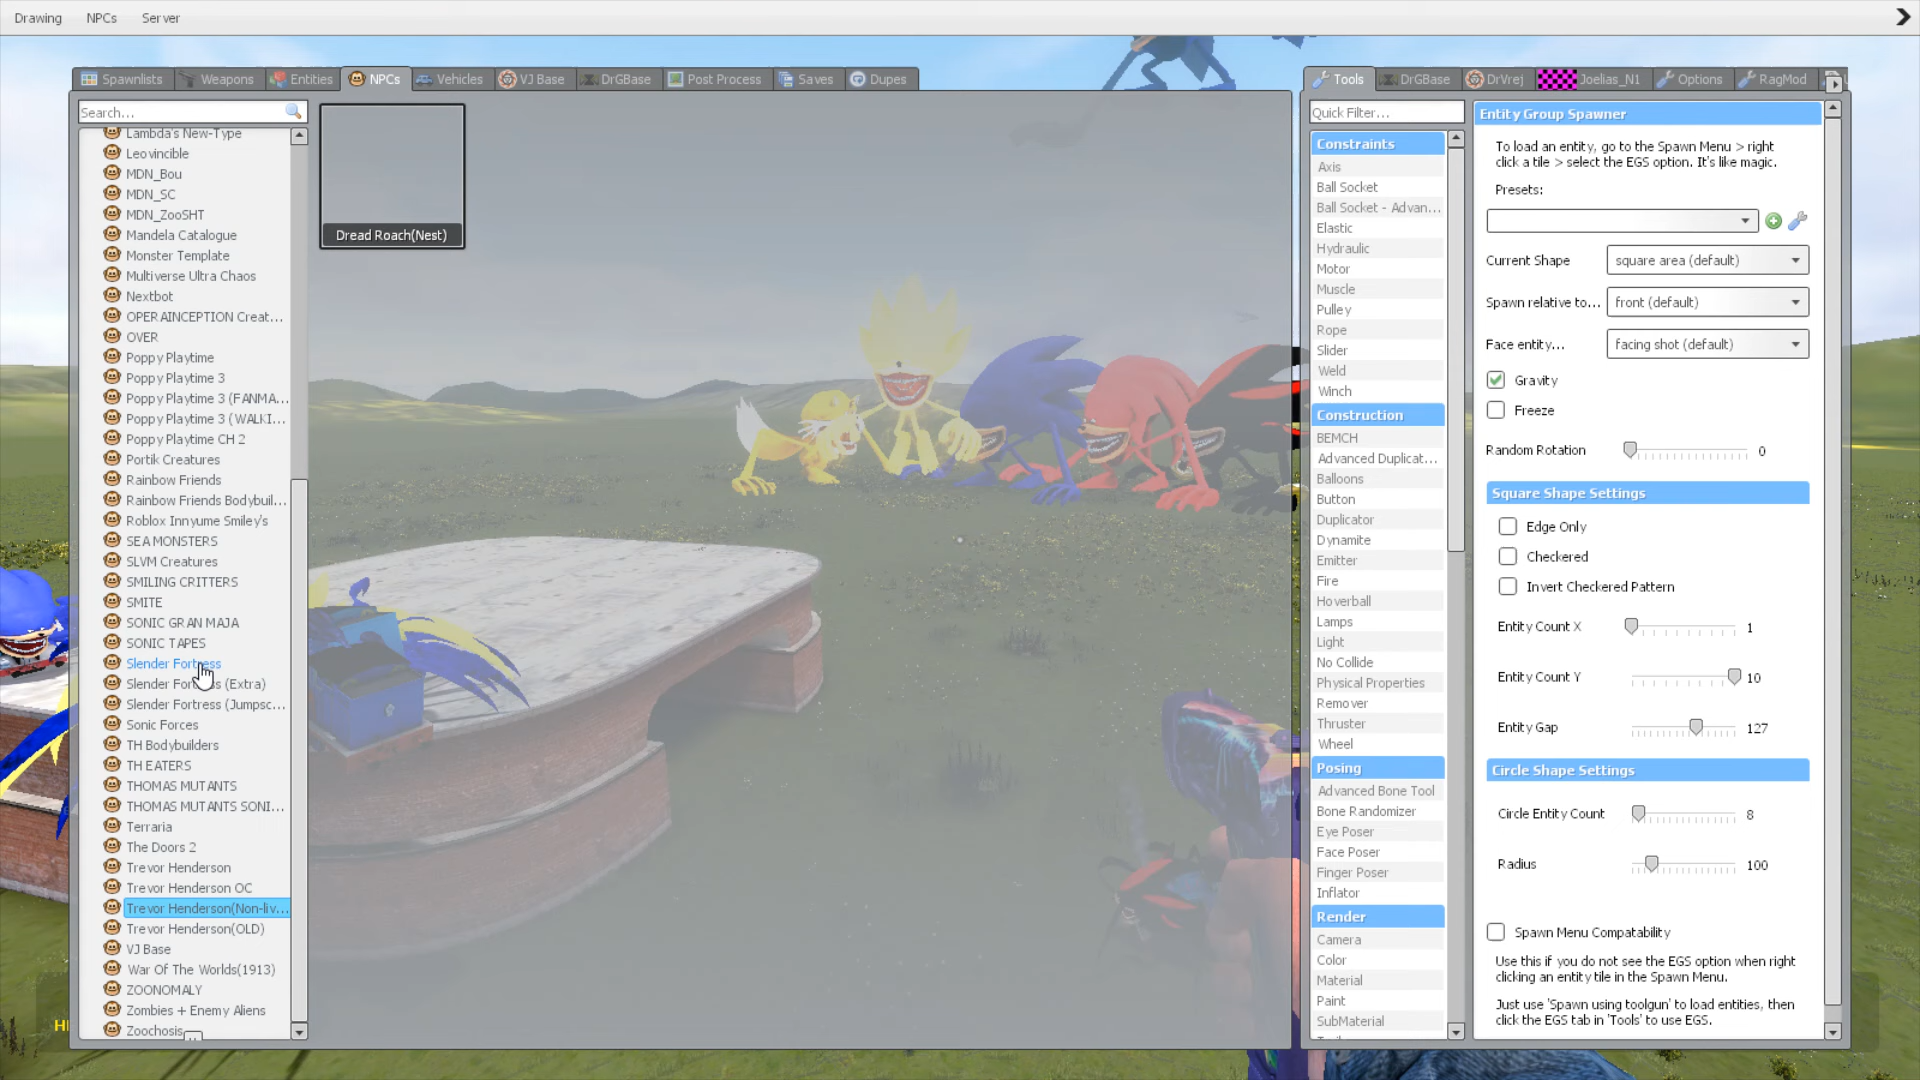 Drawing NPCs Server
Spawnlists Weapons Entities NPCs Vehicles VJ Base DrGBase Post Process Saves Dupes
Search...
Lambda's New-Type
Leovincible
MDN_Bou
MDN_SC
MDN_ZooSHT
Mandela Catalogue
Monster Template
Multiverse Ultra Chaos
Nextbot
OPERAINCEPTION Creat...
OVER
Poppy Playtime
Poppy Playtime 3
Poppy Playtime 3 (FANMA...
Poppy Playtime 3 ( WALKI...
Poppy Playtime CH 2
Portik Creatures
Rainbow Friends
Rainbow Friends Bodybuil...
Roblox Innyume Smiley's
SEA MONSTERS
SLVM Creatures
SMILING CRITTERS
SMITE
SONIC GRAN MAJA
SONIC TAPES
Slender Fortress
Slender Fortress (Extra)
Slender Fortress (Jumpsc...
Sonic Forces
TH Bodybuilders
TH EATERS
THOMAS MUTANTS
THOMAS MUTANTS SONI...
Terraria
The Doors 2
Trevor Henderson
Trevor Henderson OC
Trevor Henderson(Non-liv...
Trevor Henderson(OLD)
VJ Base
War Of The Worlds(1913)
ZOONOMALY
Zombies + Enemy Aliens
Zoochosis
Dread Roach(Nest)
Tools DrGBase DrVrej Joelias_N1 Options RagMod
Quick Filter...
Constraints
Axis
Ball Socket
Ball Socket - Advan...
Elastic
Hydraulic
Motor
Muscle
Pulley
Rope
Slider
Weld
Winch
Construction
BEMCH
Advanced Duplicat...
Balloons
Button
Duplicator
Dynamite
Emitter
Fire
Hoverball
Lamps
Light
No Collide
Physical Properties
Remover
Thruster
Wheel
Posing
Advanced Bone Tool
Bone Randomizer
Eye Poser
Face Poser
Finger Poser
Inflator
Render
Camera
Color
Material
Paint
SubMaterial
Entity Group Spawner
To load an entity, go to the Spawn Menu > right
click a tile > select the EGS option. It's like magic.
Presets:
Current Shape square area (default)
Spawn relative to... front (default)
Face entity... facing shot (default)
Gravity
Freeze
Random Rotation 0
Square Shape Settings
Edge Only
Checkered
Invert Checkered Pattern
Entity Count X 1
Entity Count Y 10
Entity Gap 127
Circle Shape Settings
Circle Entity Count 8
Radius 100
Spawn Menu Compatability
Use this if you do not see the EGS option when right
clicking an entity tile in the Spawn Menu.
Just use 'Spawn using toolgun' to load entities, then
click the EGS tab in 'Tools' to use EGS.